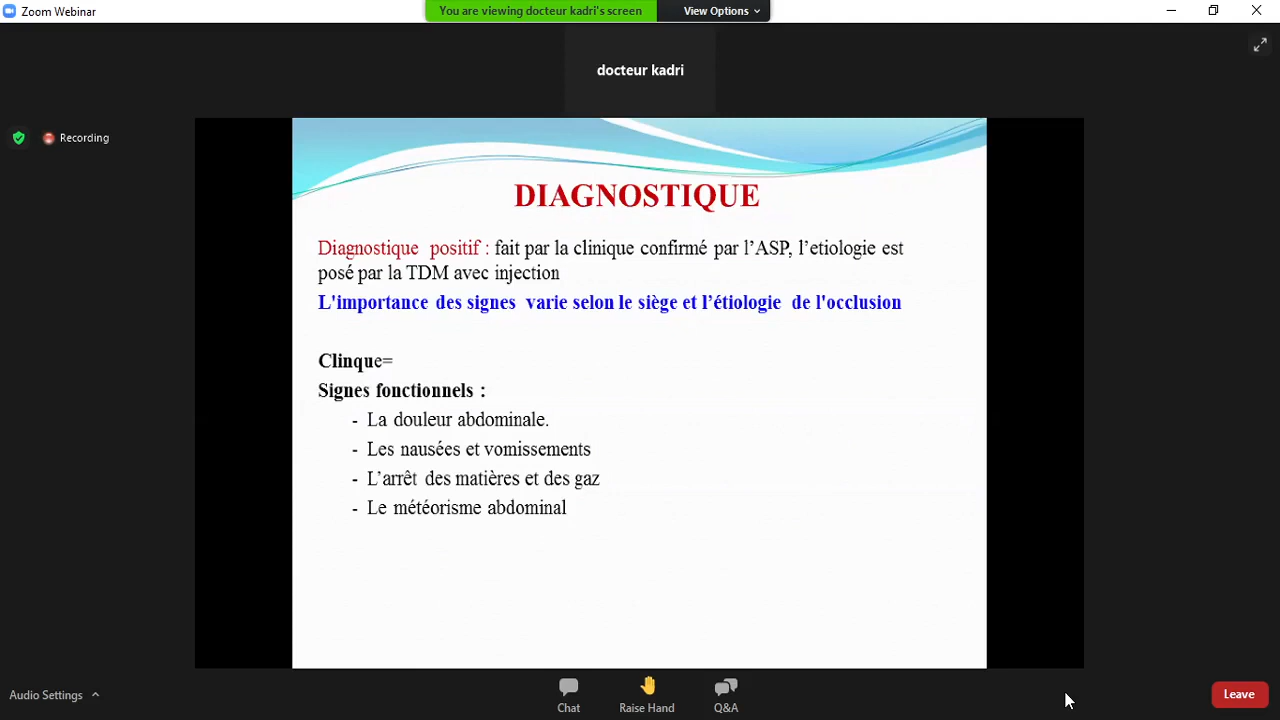 Zoom Webinar
You are viewing docteur kadri's screen
View Options
docteur kadri
Recording
DIAGNOSTIQUE
Diagnostique positif : fait par la clinique confirmé par l'ASP, l'etiologie est
posé par la TDM avec injection
L'importance des signes varie selon le siège et l'étiologie de l'occlusion
Clinque=
Signes fonctionnels :
- La douleur abdominale.
- Les nausées et vomissements
- L'arrêt des matières et des gaz
- Le météorisme abdominal
Audio Settings
Chat
Raise Hand
Q&A
Leave